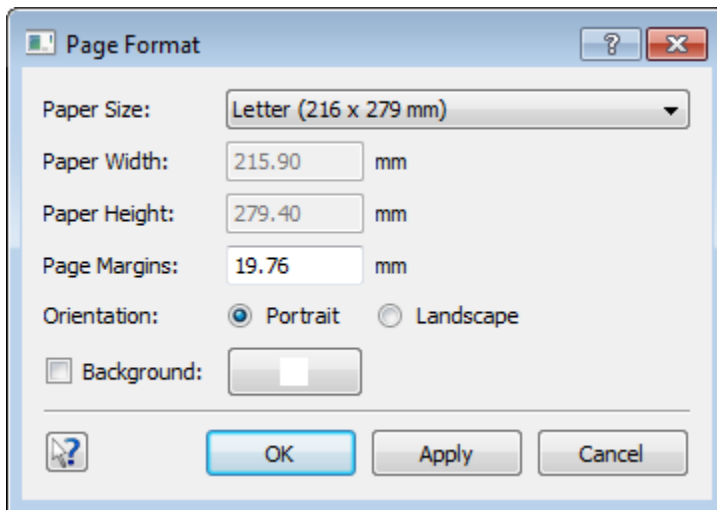 Page Format
Paper Size: Letter (216 x 279 mm)
Paper Width: 215.90 mm
Paper Height: 279.40 mm
Page Margins: 19.76 mm
Orientation: Portrait Landscape
Background:
OK Apply Cancel